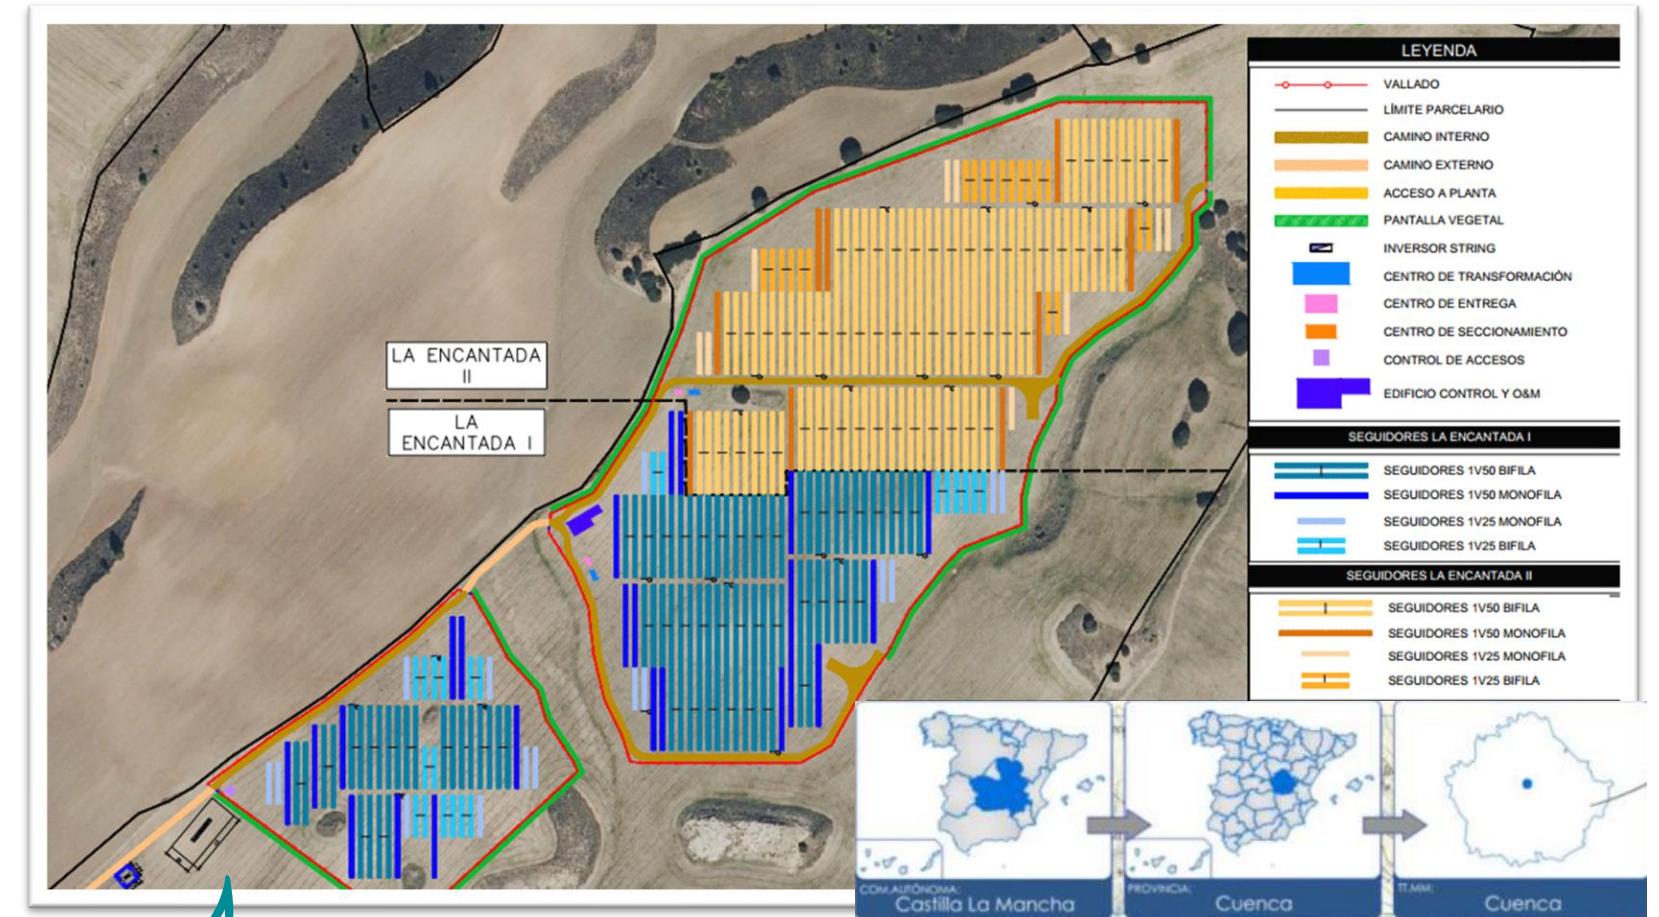 LEYENDA
VALLADO
LÍMITE PARCELARIO
CAMINO INTERNO
CAMINO EXTERNO
ACCESO A PLANTA
PANTALLA VEGETAL
INVERSOR STRING
CENTRO DE TRANSFORMACIÓN
CENTRO DE ENTREGA
CENTRO DE SECCIONAMIENTO
CONTROL DE ACCESOS
EDIFICIO CONTROL Y O&M
SEGUIDORES LA ENCANTADA I
SEGUIDORES 1V50 BIFILA
SEGUIDORES 1V50 MONOFILA
SEGUIDORES 1V25 MONOFILA
SEGUIDORES 1V25 BIFILA
SEGUIDORES LA ENCANTADA II
SEGUIDORES 1V50 BIFILA
SEGUIDORES 1V50 MONOFILA
SEGUIDORES 1V25 MONOFILA
SEGUIDORES 1V25 BIFILA
LA ENCANTADA
II
LA
ENCANTADA I
COM.AUTÓNOMA:
Castilla La Mancha
PROVINCIA:
Cuenca
TT.MM:
Cuenca